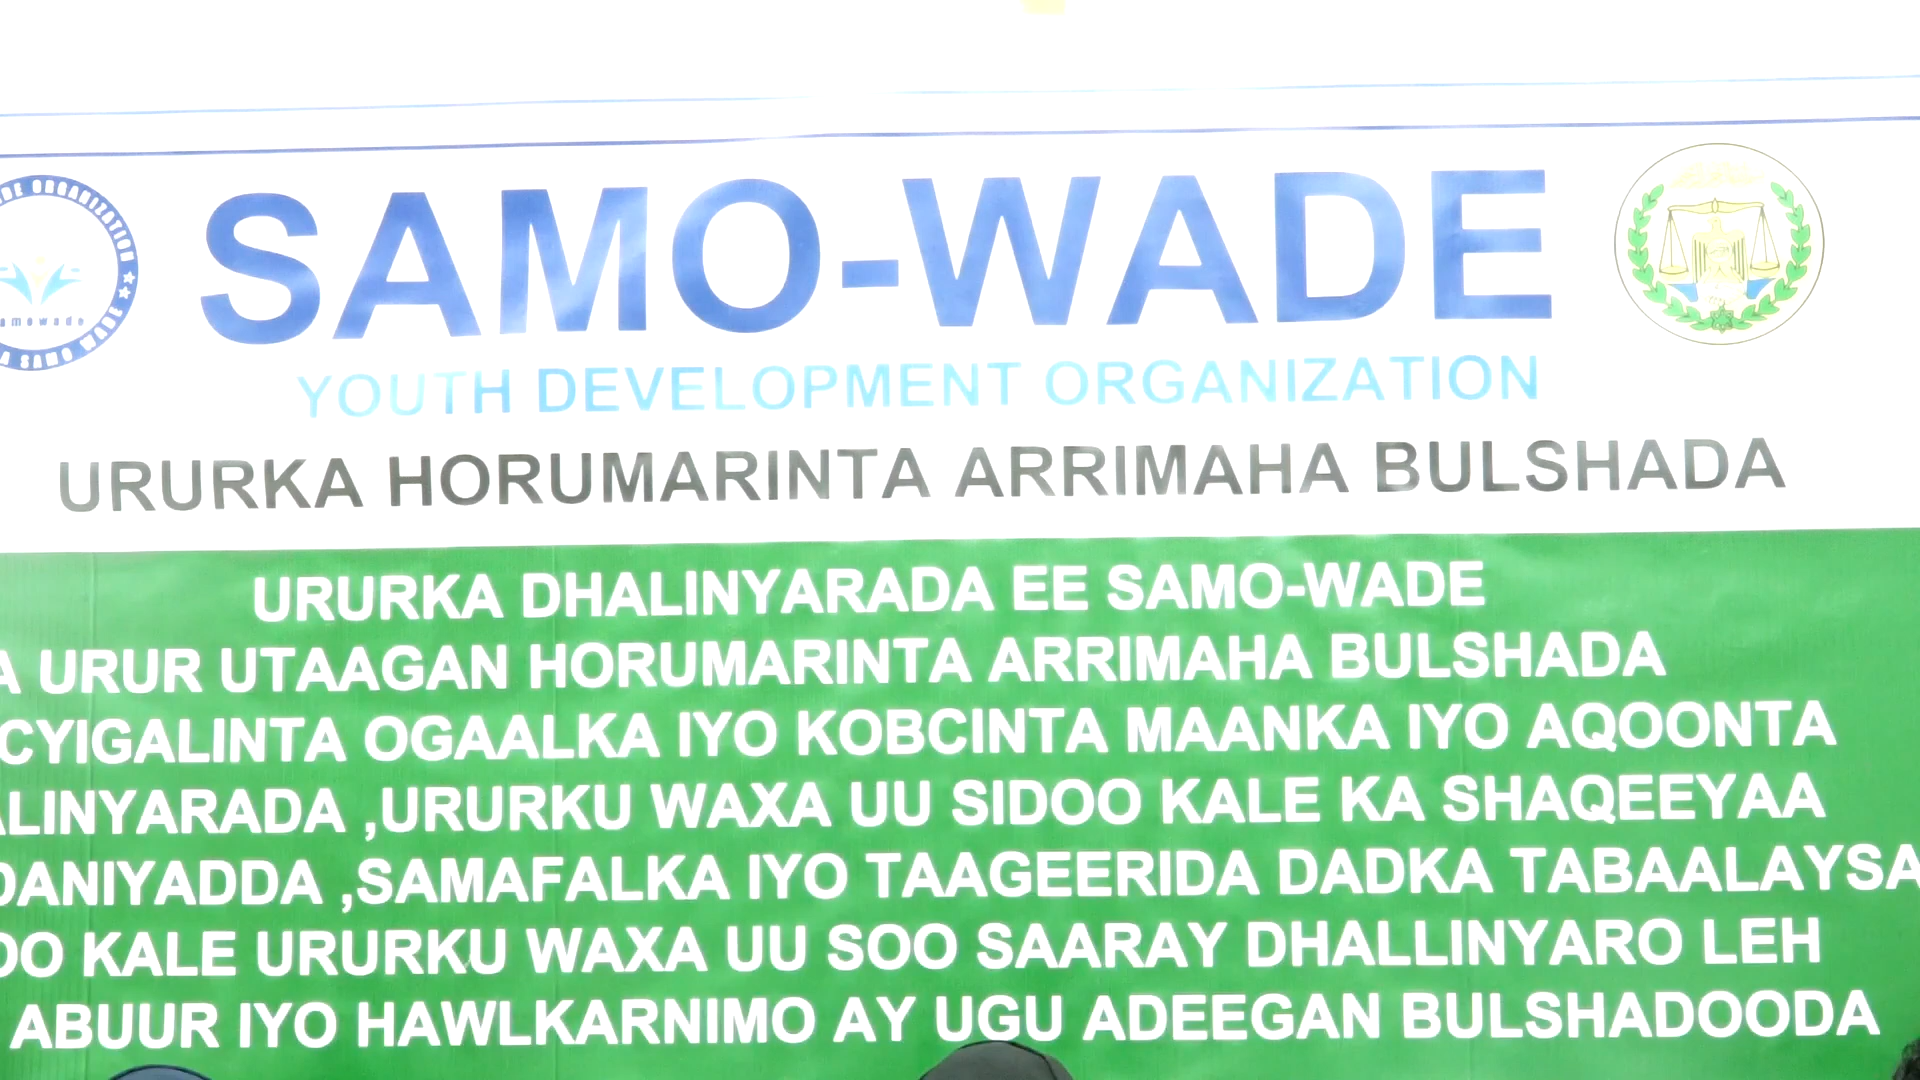 SAMO-WADE
YOUTH DEVELOPMENT ORGANIZATION
URURKA HORUMARINTA ARRIMAHA BULSHADA
URURKA DHALINYARADA EE SAMO-WADE
A URUR UTAAGAN HORUMARINTA ARRIMAHA BULSHADA
CYIGALINTA OGAALKA IYO KOBCINTA MAANKA IYO AQOONTA
ALINYARADA ,URURKU WAXA UU SIDOO KALE KA SHAQEEYAA
DANIYADDA ,SAMAFALKA IYO TAAGEERIDA DADKA TABAALAYSA
OO KALE URURKU WAXA UU SOO SAARAY DHALLINYARO LEH
ABUUR IYO HAWLKARNIMO AY UGU ADEEGAN BULSHADOODA
ORGANIZATION